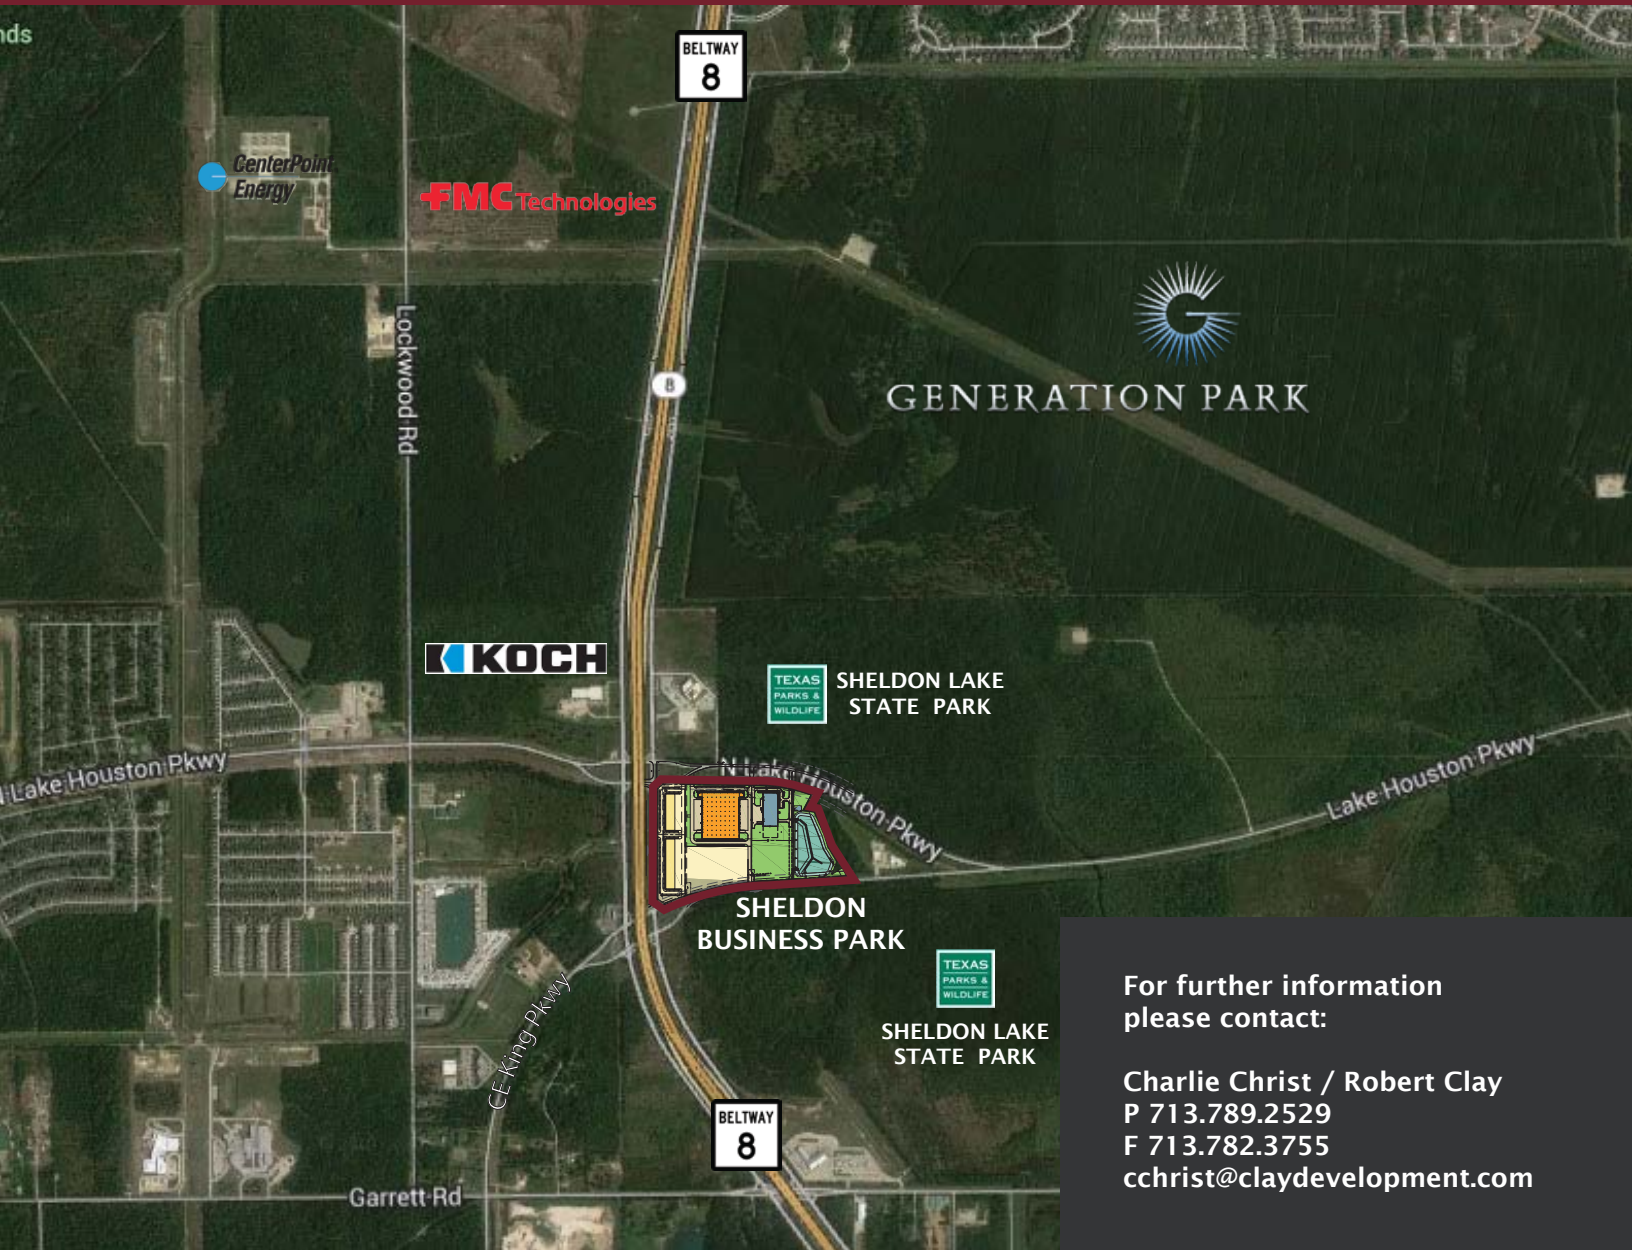 nds
BELTWAY
8
CenterPoint
Energy
FMC Technologies
Lockwood Rd
8
GENERATION PARK
KOCH
TEXAS
PARKS &
WILDLIFE
SHELDON LAKE
STATE PARK
N Lake Houston Pkwy
N Lake Houston Pkwy
Lake Houston Pkwy
SHELDON
BUSINESS PARK
TEXAS
PARKS &
WILDLIFE
SHELDON LAKE
STATE PARK
CE King Pkwy
BELTWAY
8
Garrett Rd
For further information
please contact:
Charlie Christ / Robert Clay
P 713.789.2529
F 713.782.3755
cchrist@claydevelopment.com